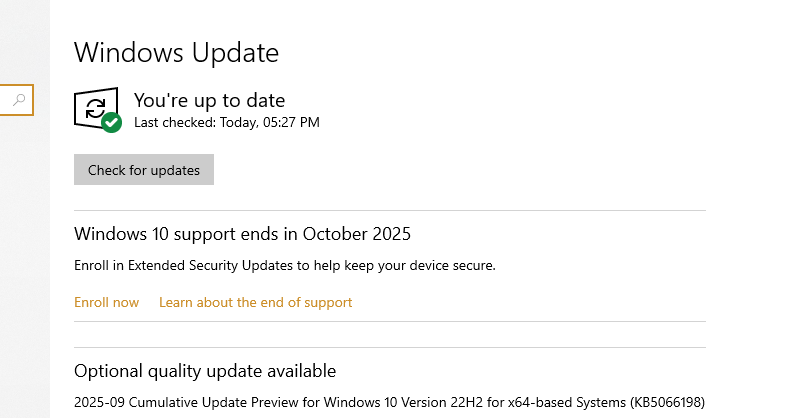 Windows Update
You're up to date
Last checked: Today, 05:27 PM
Check for updates
Windows 10 support ends in October 2025
Enroll in Extended Security Updates to help keep your device secure.
Enroll now Learn about the end of support
Optional quality update available
2025-09 Cumulative Update Preview for Windows 10 Version 22H2 for x64-based Systems (KB5066198)